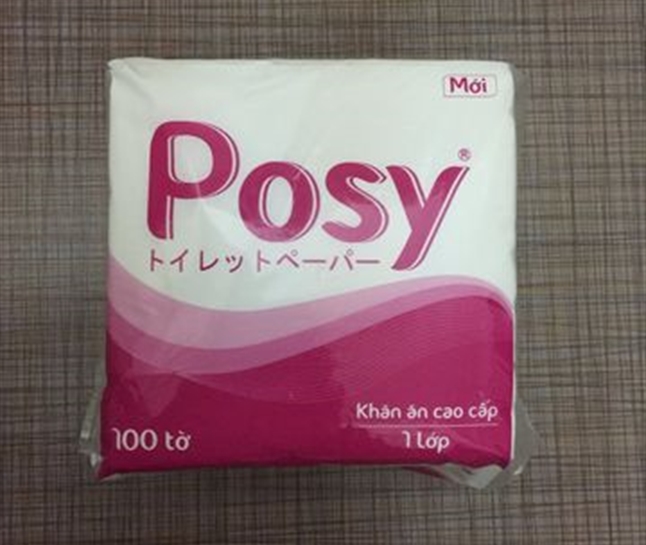 Mới
Posy®
トイレットペーパー
100 tờ
Khăn ăn cao cấp
1 Lớp